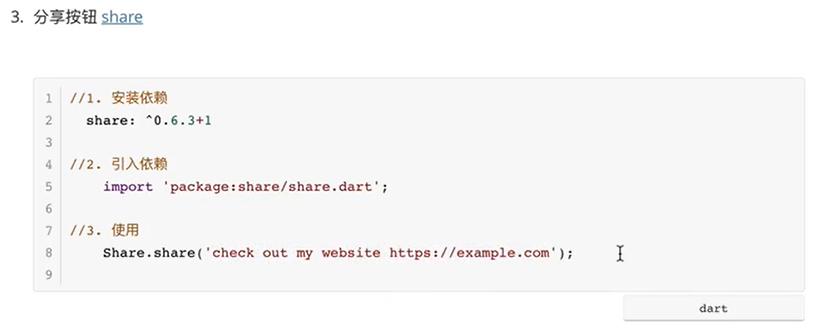 3. 分享按钮 share
1 //1. 安装依赖
2 share: ^0.6.3+1
3
4 //2. 引入依赖
5 import 'package:share/share.dart';
6
7 //3. 使用
8 Share.share('check out my website https://example.com');
9
dart